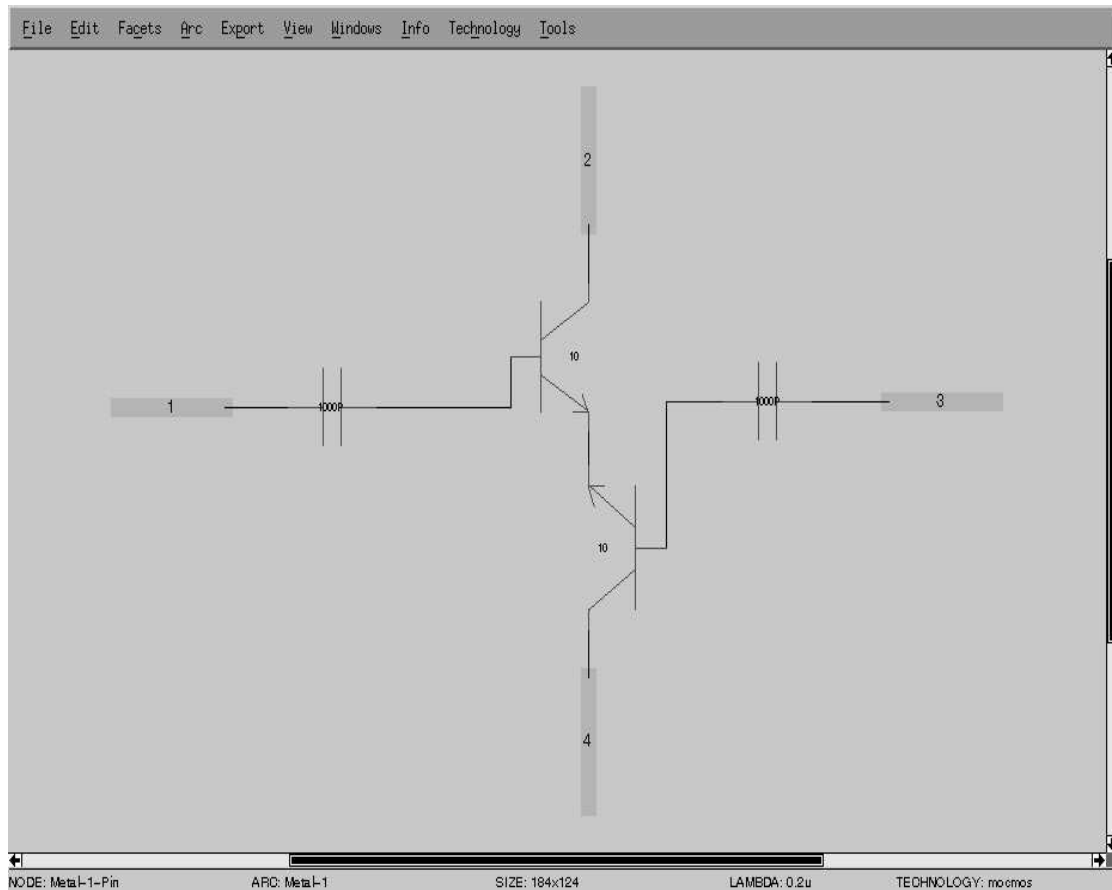 File Edit Facets Arc Export View Windows Info Technology Tools
2
10
1 1000P 1000P 3
10
4
NODE: Metal-1-Pin ARC: Metal-1 SIZE: 184x124 LAMBDA: 0.2u TECHNOLOGY: mocmos